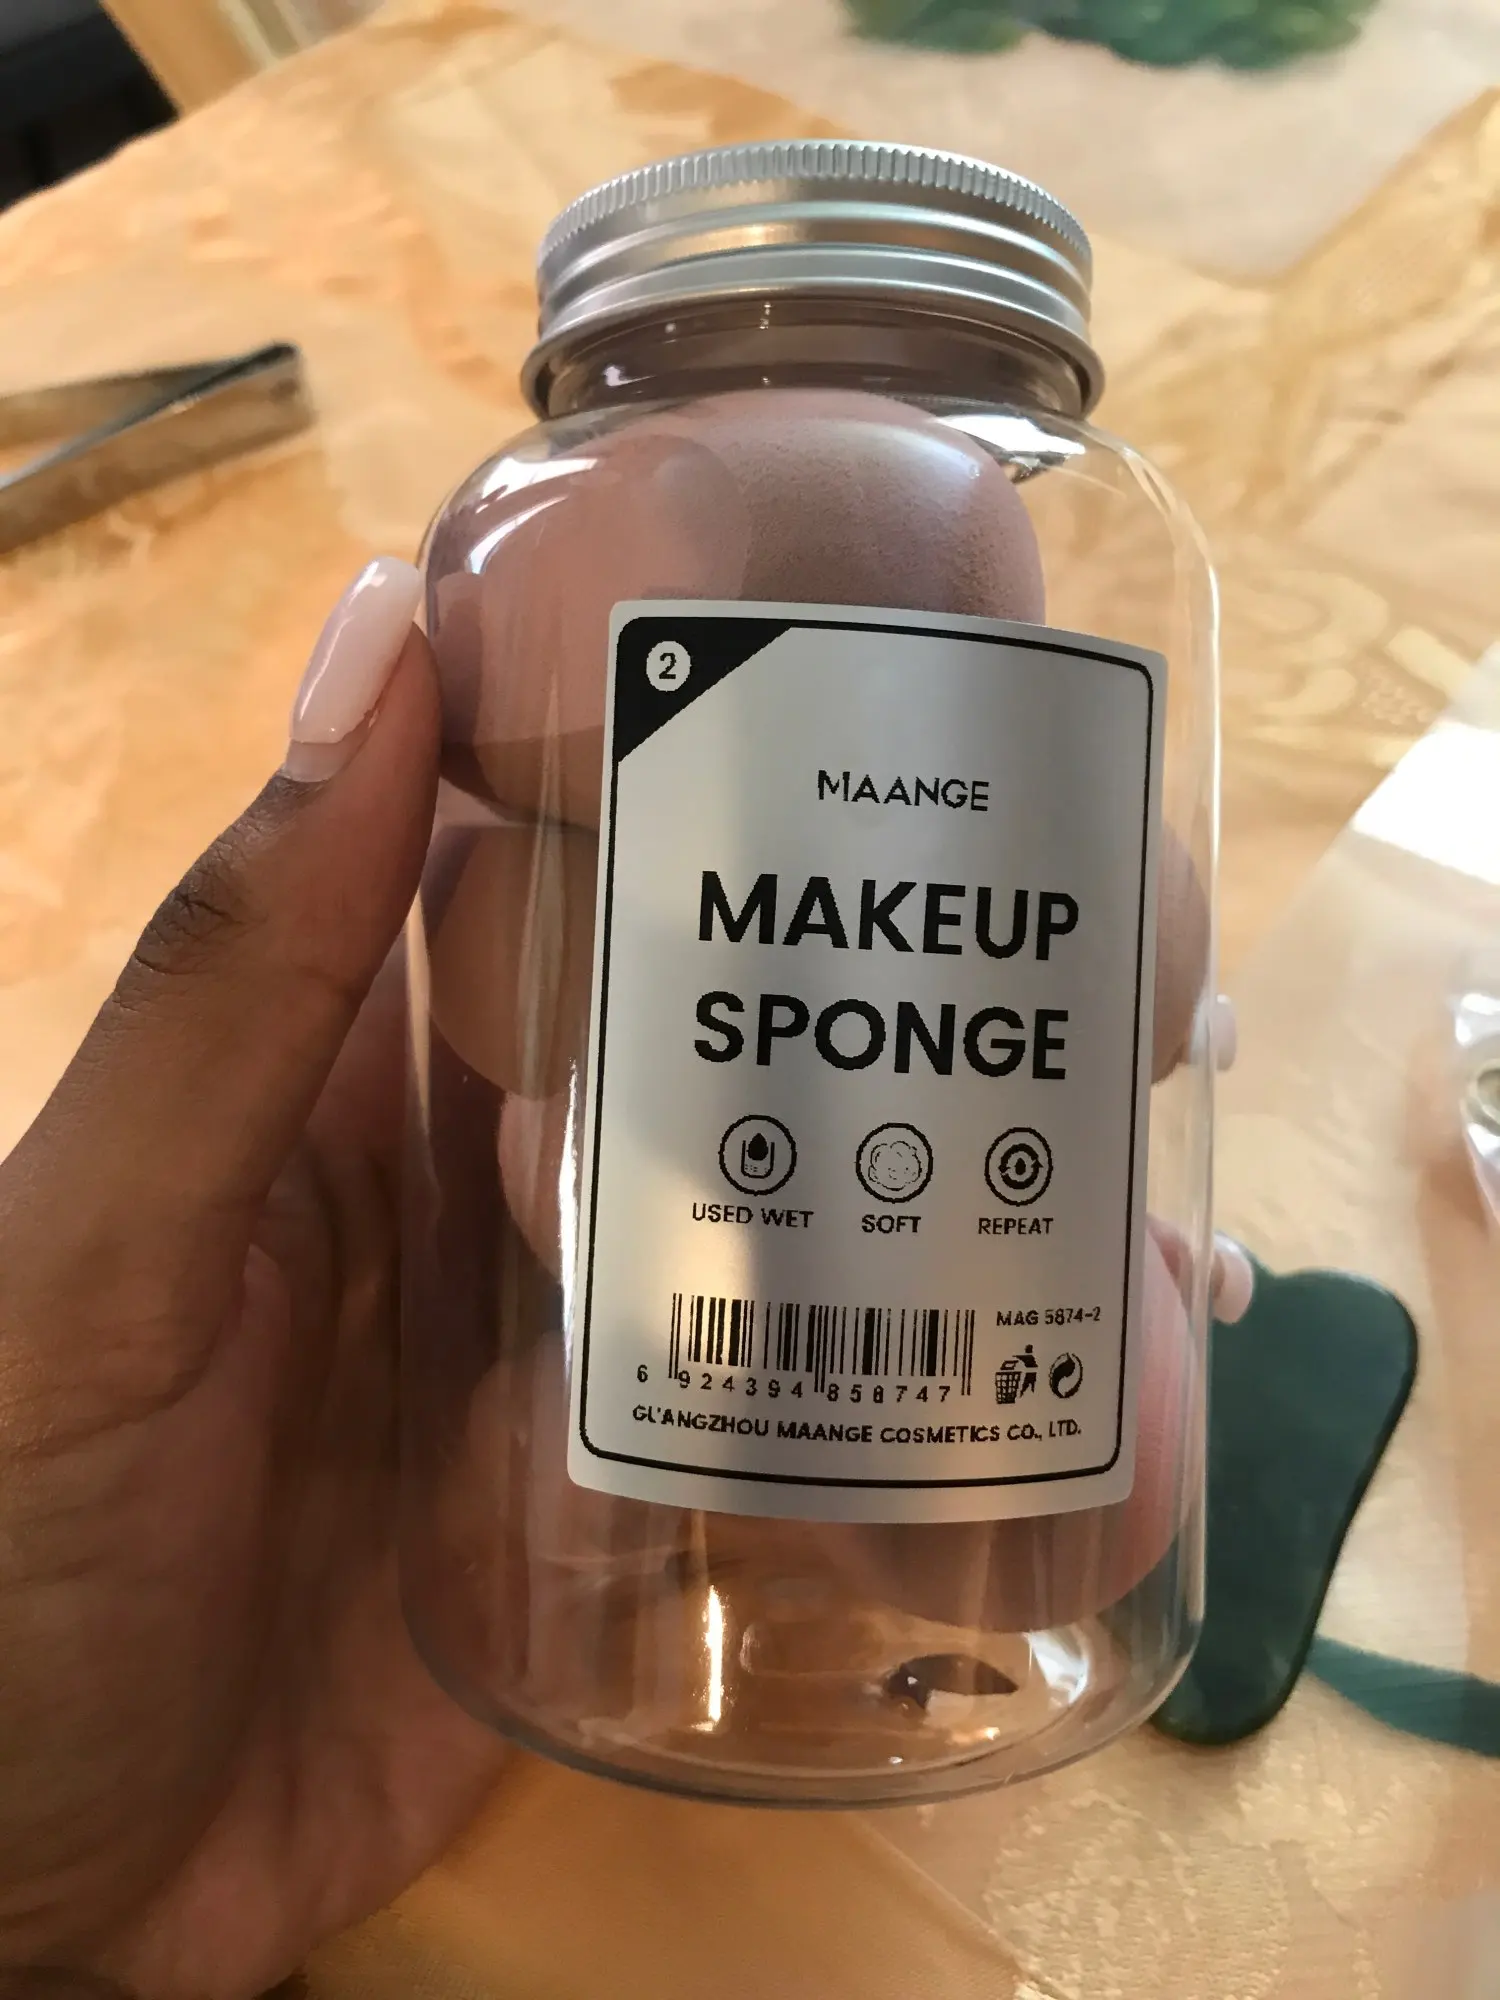 2
MAANGE
MAKEUP
SPONGE
USED WET SOFT REPEAT
MAG 5874-2
6 924394 858747
GUANGZHOU MAANGE COSMETICS CO., LTD.